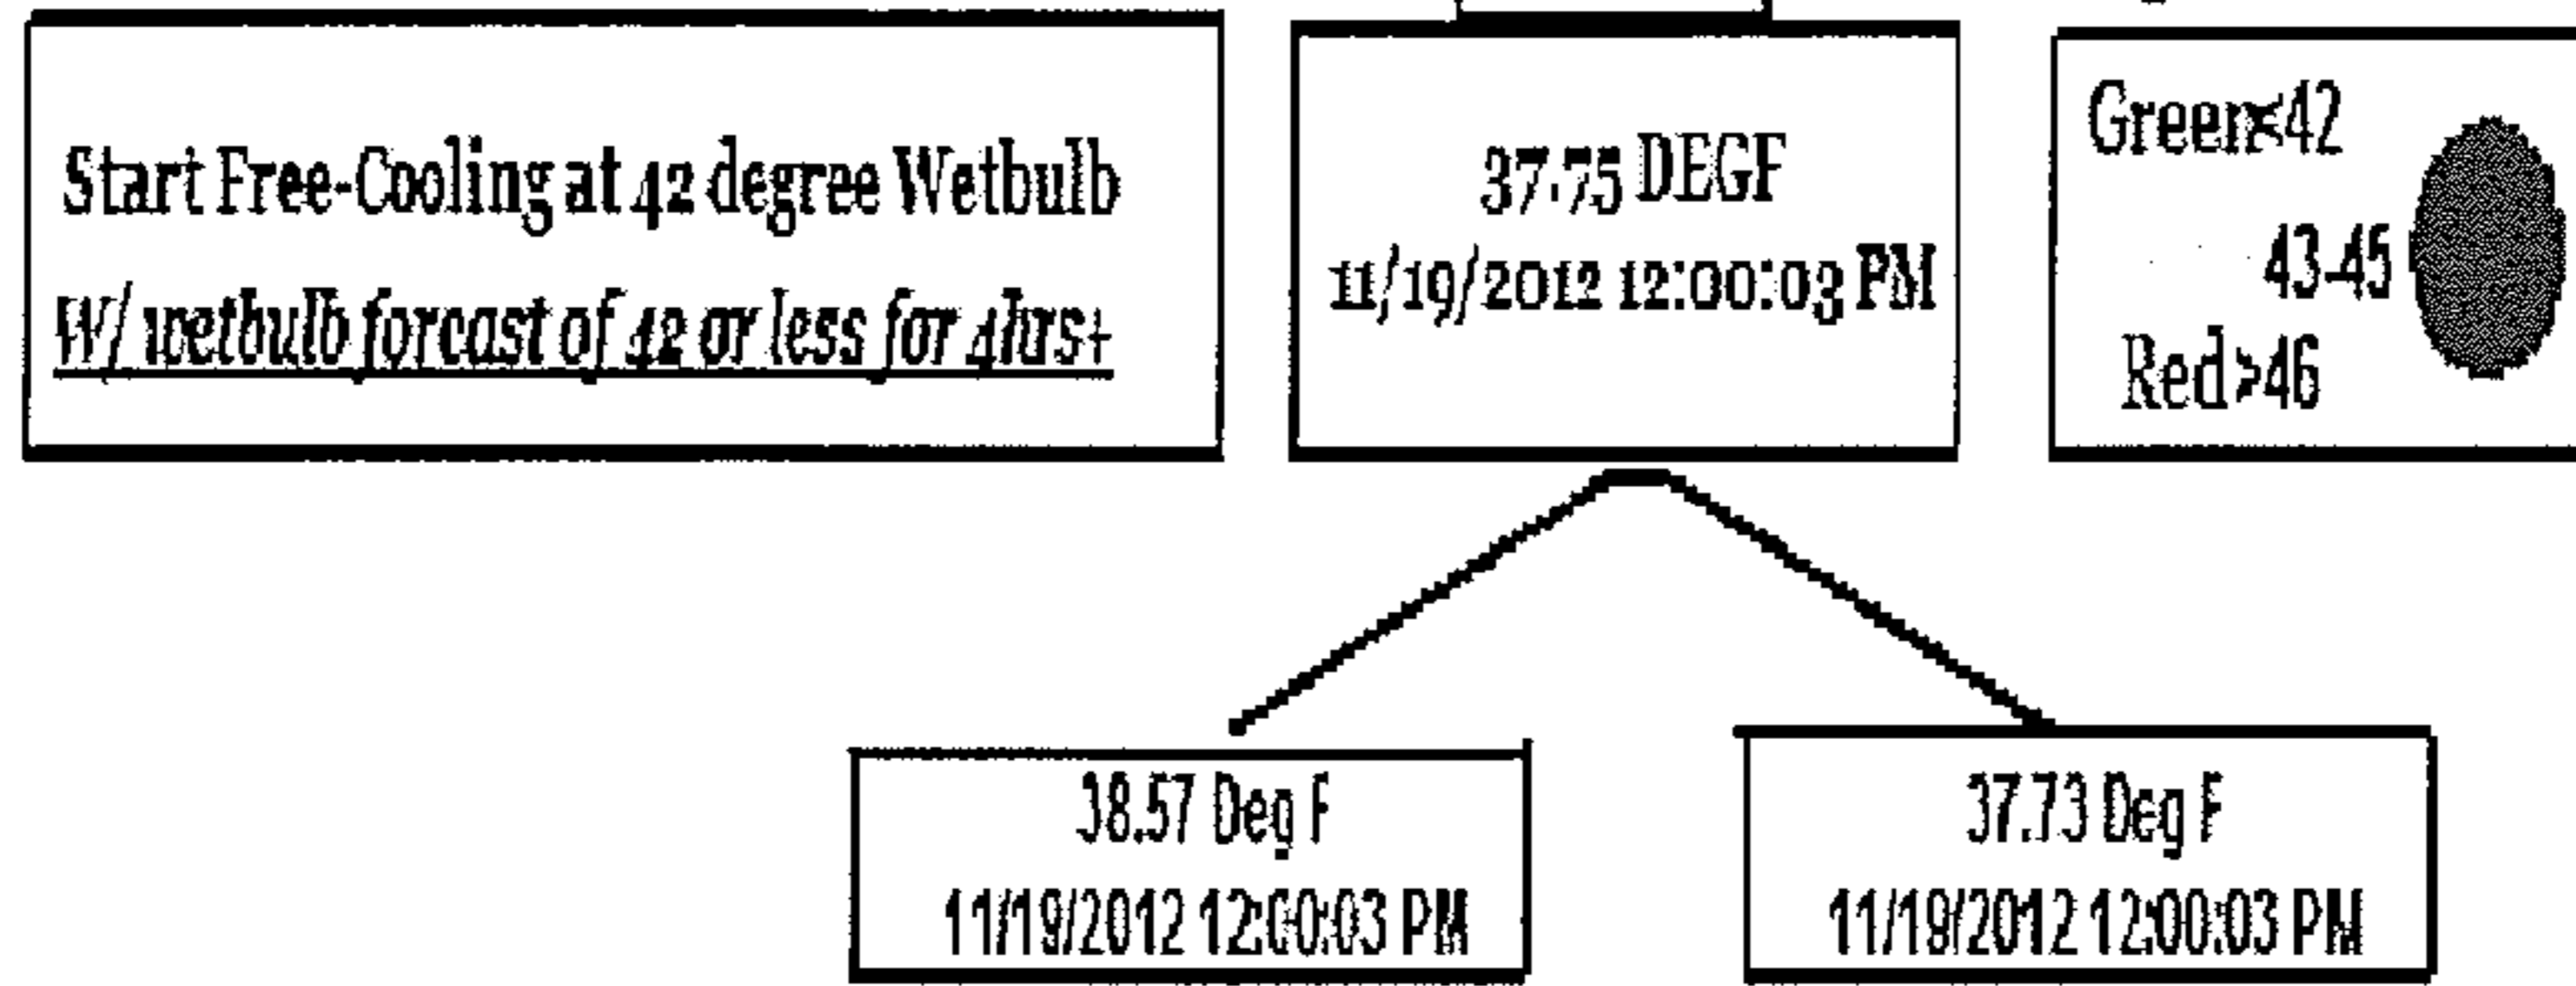 Start Free-Cooling at 42 degree Wetbulb
W/ wetbulb forcast of 42 or less for 4hrs+
37.75 DEGF
11/19/2012 12:00:03 PM
Green<42
43-45
Red>46
38.57 Deg F
11/19/2012 12:00:03 PM
37.73 Deg F
11/19/2012 12:00:03 PM